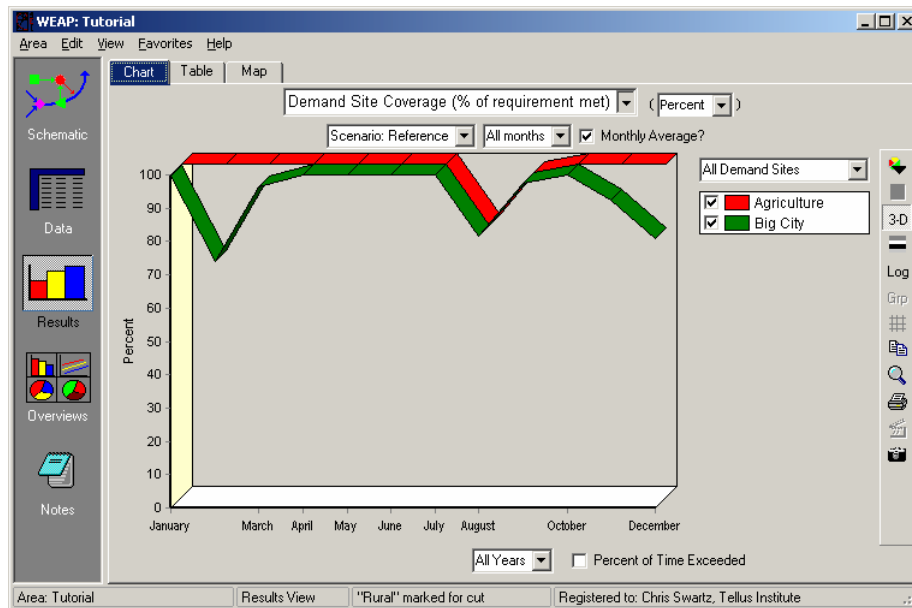 WEAP: Tutorial
Area Edit View Favorites Help
Chart Table Map
Demand Site Coverage (% of requirement met) ( Percent )
Scenario: Reference All months Monthly Average?
Schematic
Data
Results
Overviews
Notes
Percent
100
90
80
70
60
50
40
30
20
10
0
January March April May June July August October December
All Demand Sites
Agriculture
Big City
3-D
Log
Grp
All Years Percent of Time Exceeded
Area: Tutorial Results View "Rural" marked for cut Registered to: Chris Swartz, Tellus Institute